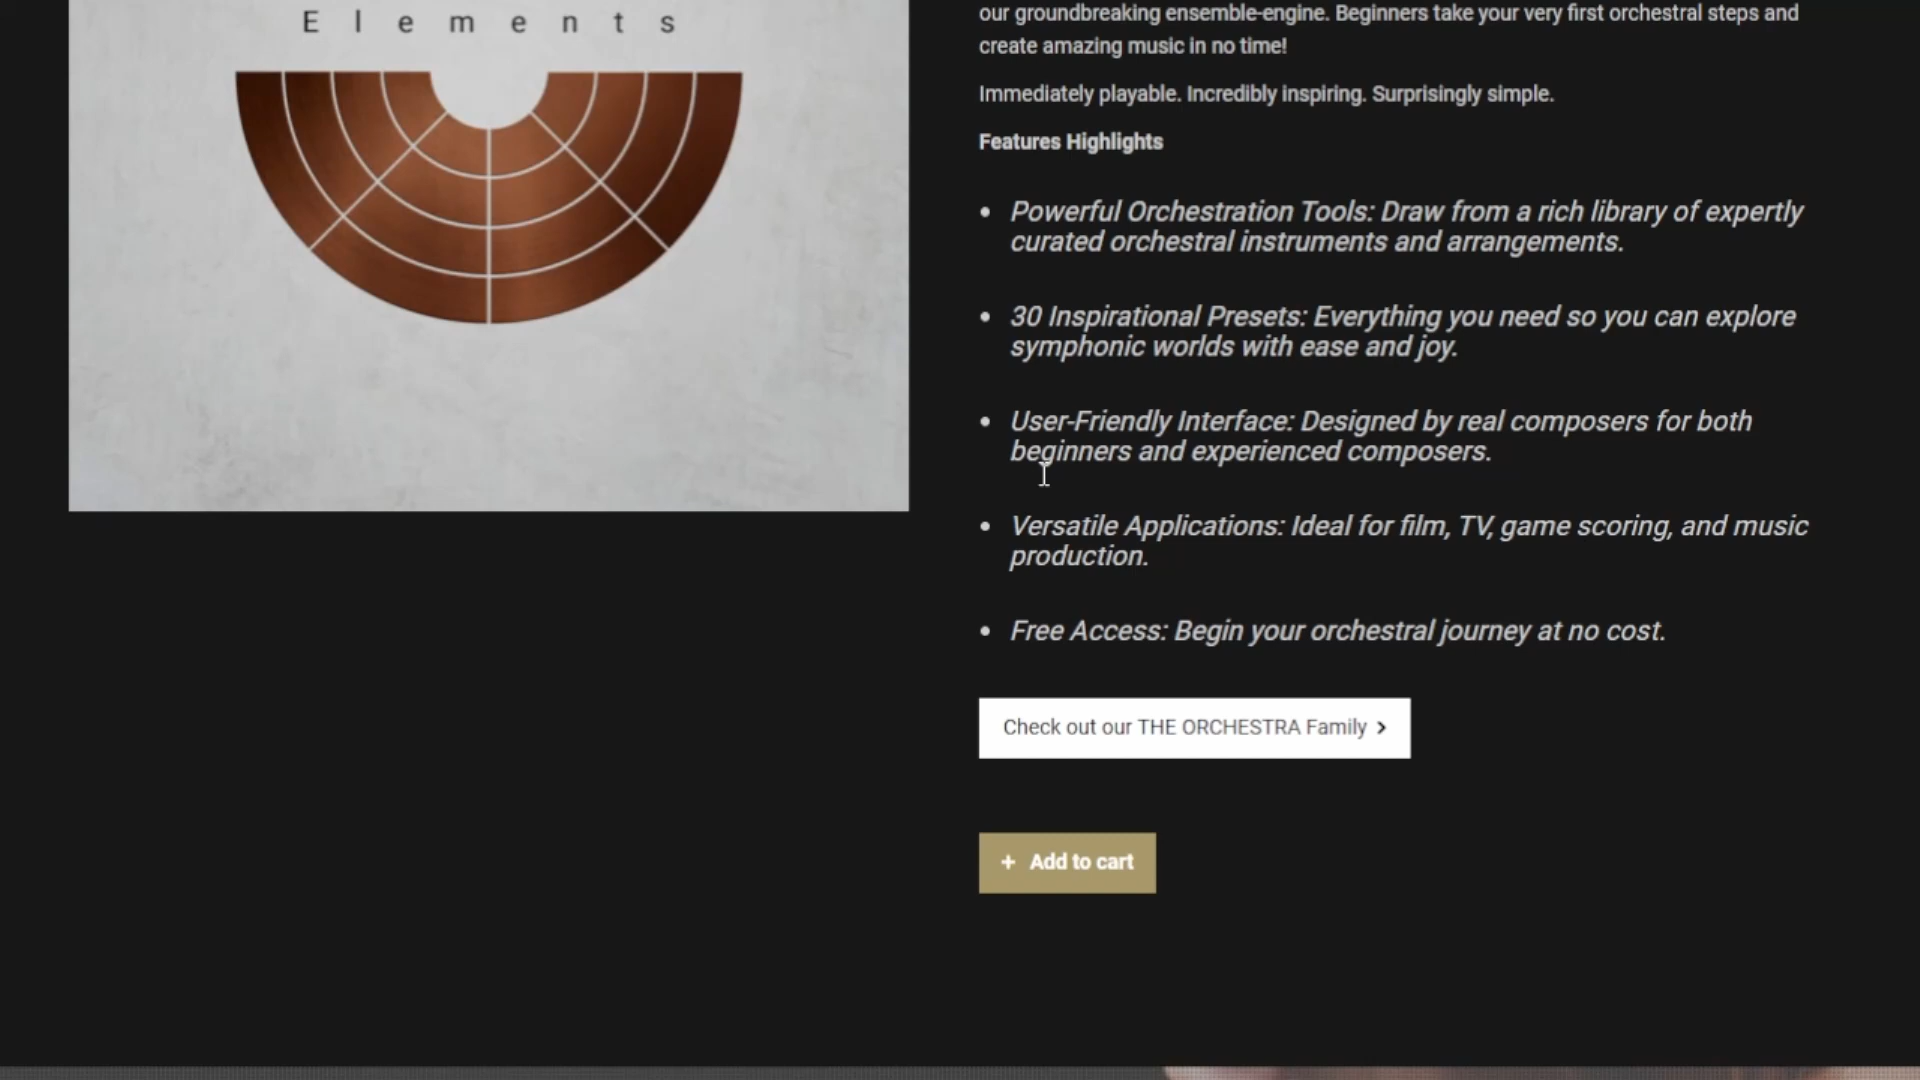 Elements
our groundbreaking ensemble-engine. Beginners take your very first orchestral steps and
create amazing music in no time!
Immediately playable. Incredibly inspiring. Surprisingly simple.
Features Highlights
• Powerful Orchestration Tools: Draw from a rich library of expertly
curated orchestral instruments and arrangements.
• 30 Inspirational Presets: Everything you need so you can explore
symphonic worlds with ease and joy.
• User-Friendly Interface: Designed by real composers for both
beginners and experienced composers.
• Versatile Applications: Ideal for film, TV, game scoring, and music
production.
• Free Access: Begin your orchestral journey at no cost.
Check out our THE ORCHESTRA Family >
+ Add to cart